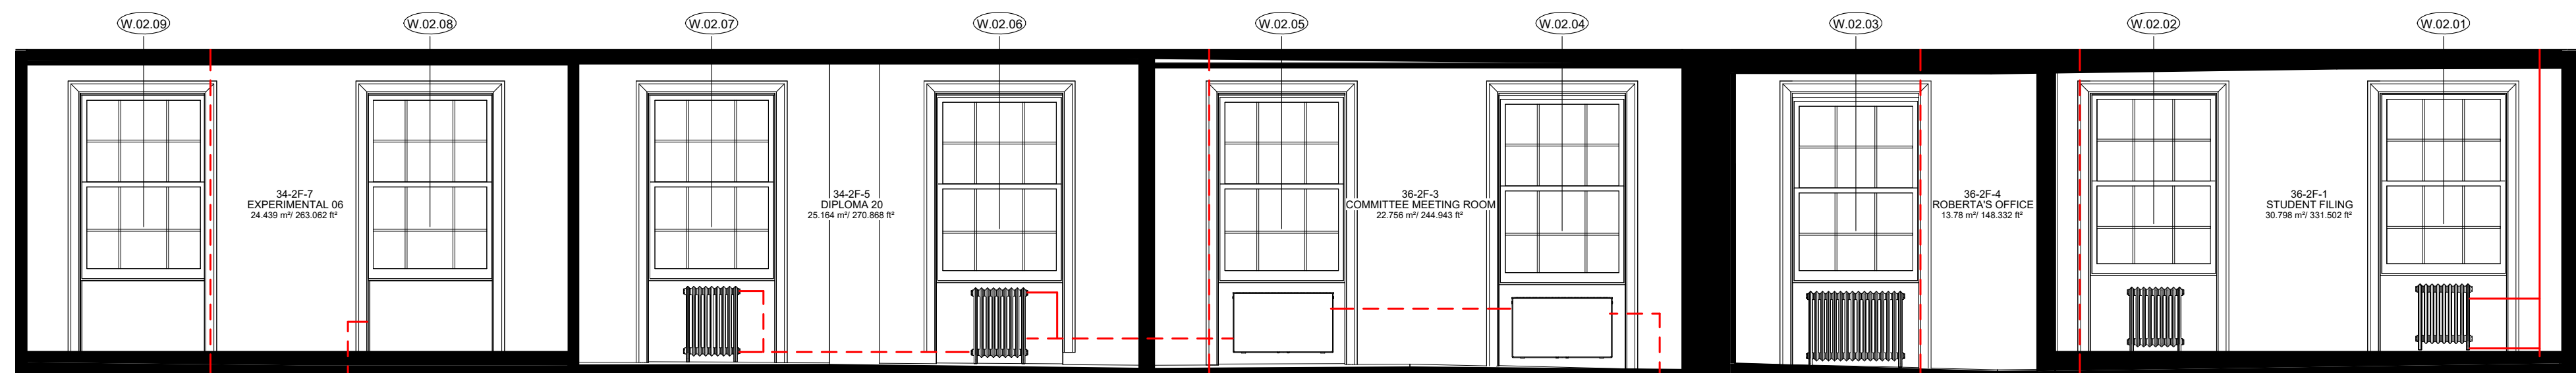 W.02.09
W.02.08
W.02.07
W.02.06
W.02.05
W.02.04
W.02.03
W.02.02
W.02.01
34-2F-7
EXPERIMENTAL 06
24.439 m²/ 263.062 ft²
34-2F-5
DIPLOMA 20
25.164 m²/ 270.868 ft²
36-2F-3
COMMITTEE MEETING ROOM
22.756 m²/ 244.943 ft²
36-2F-4
ROBERTA'S OFFICE
13.78 m²/ 148.332 ft²
36-2F-1
STUDENT FILING
30.798 m²/ 331.502 ft²